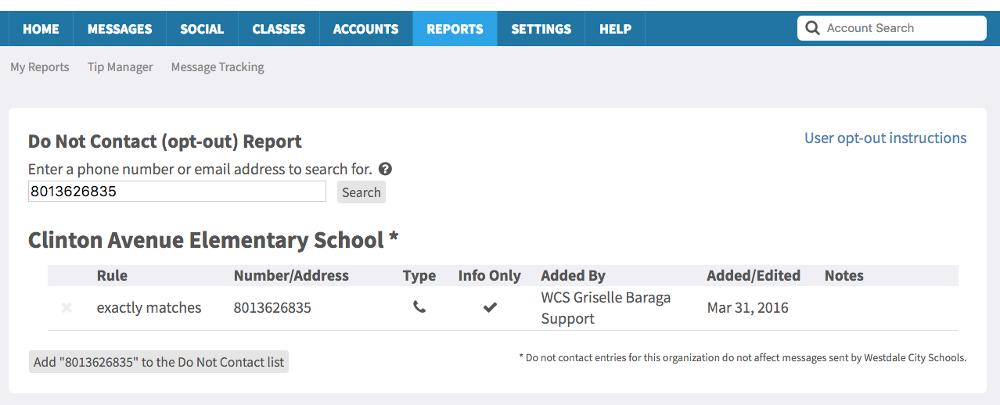 HOME MESSAGES SOCIAL CLASSES ACCOUNTS REPORTS SETTINGS HELP Account Search
My Reports Tip Manager Message Tracking
Do Not Contact (opt-out) Report
User opt-out instructions
Enter a phone number or email address to search for. ?
8013626835 Search
Clinton Avenue Elementary School *
Rule Number/Address Type Info Only Added By Added/Edited Notes
exactly matches 8013626835 WCS Griselle Baraga Mar 31, 2016
Support
Add "8013626835" to the Do Not Contact list
* Do not contact entries for this organization do not affect messages sent by Westdale City Schools.